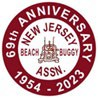 69th ANNIVERSARY
NEW JERSEY
BEACH BUGGY
ASSN.
1954 - 2023